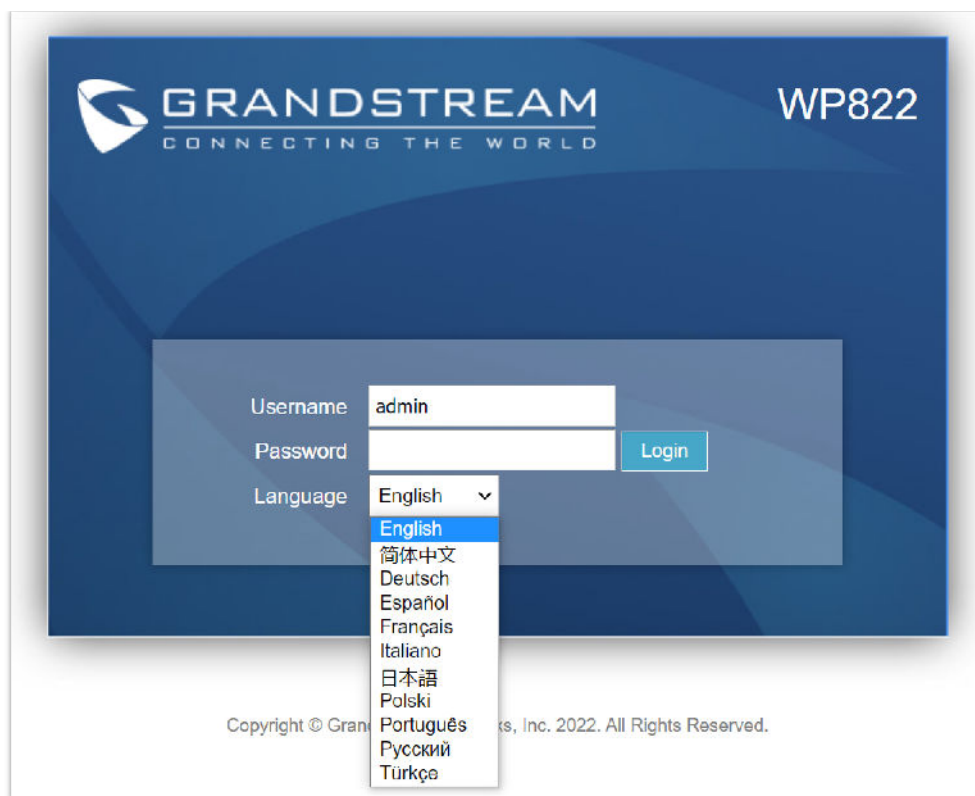 GRANDSTREAM
CONNECTING THE WORLD
WP822
Username admin
Password
Login
Language English
English
简体中文
Deutsch
Español
Français
Italiano
日本語
Polski
Português
Русский
Türkçe
Copyright © Inc. 2022. All Rights Reserved.